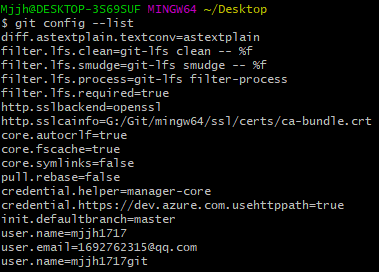 Mjjh@DESKTOP-3S69SUF MINGW64 ~/Desktop
$ git config --list
diff.astextplain.textconv=astextplain
filter.lfs.clean=git-lfs clean -- %f
filter.lfs.smudge=git-lfs smudge -- %f
filter.lfs.process=git-lfs filter-process
filter.lfs.required=true
http.sslbackend=openssl
http.sslcainfo=G:/Git/mingw64/ssl/certs/ca-bundle.crt
core.autocrlf=true
core.fscache=true
core.symlinks=false
pull.rebase=false
credential.helper=manager-core
credential.https://dev.azure.com.usehttppath=true
init.defaultbranch=master
user.name=mjjh1717
user.email=1692762315@qq.com
user.name=mjjh1717git